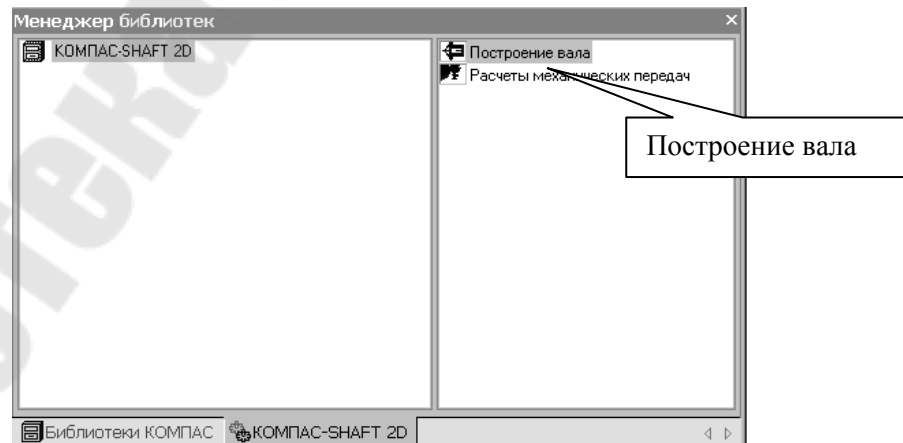 Менеджер библиотек
КОМПАС-SHAFT 2D
Построение вала
Расчеты механических передач
Построение вала
Библиотеки КОМПАС
КОМПАС-SHAFT 2D